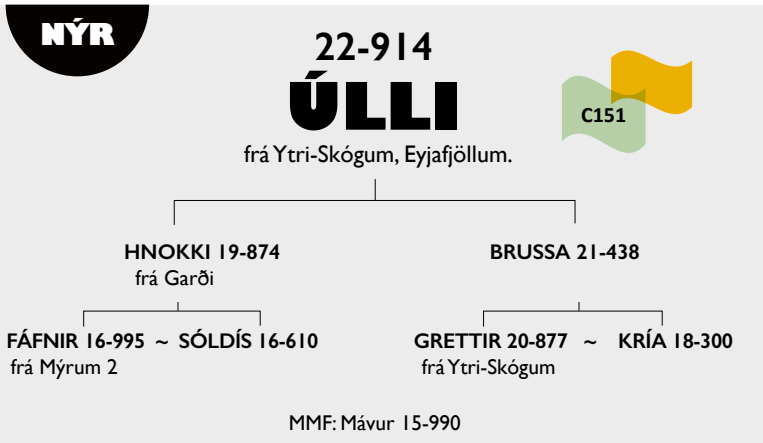 NÝR
22-914
ÚLLI
C151
frá Ytri-Skógum, Eyjafjöllum.
HNOKKI 19-874
frá Garði
BRUSSA 21-438
FÁFNIR 16-995 ~ SÓLDÍS 16-610
frá Mýrum 2
GRETTIR 20-877 ~ KRÍA 18-300
frá Ytri-Skógum
MMF: Mávur 15-990